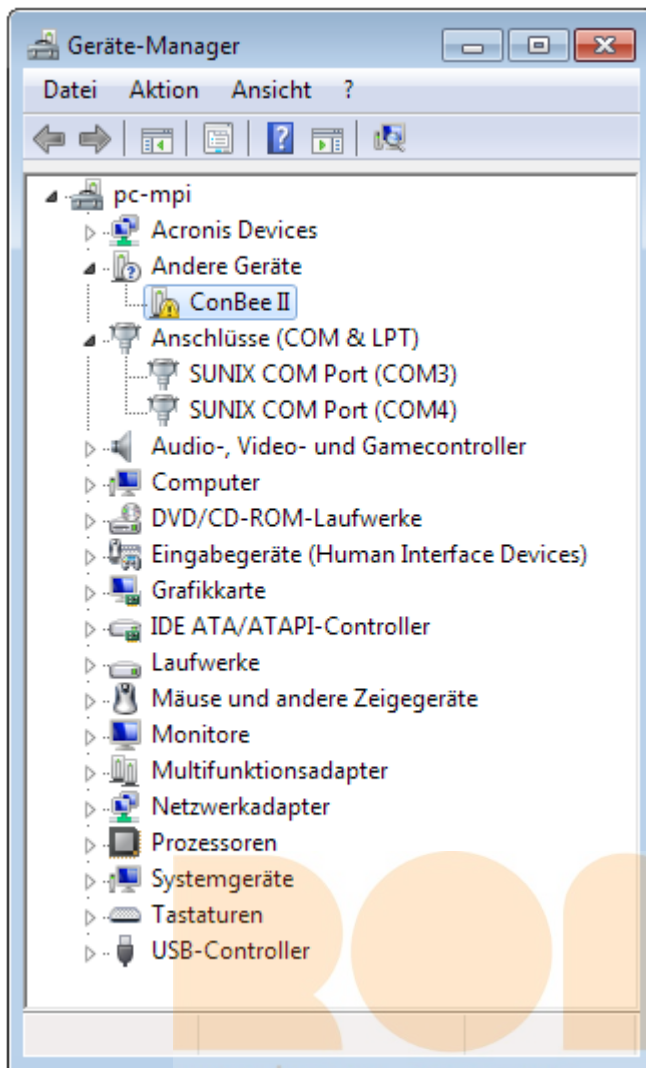 Geräte-Manager
Datei Aktion Ansicht ?
pc-mpi
Acronis Devices
Andere Geräte
ConBee II
Anschlüsse (COM & LPT)
SUNIX COM Port (COM3)
SUNIX COM Port (COM4)
Audio-, Video- und Gamecontroller
Computer
DVD/CD-ROM-Laufwerke
Eingabegeräte (Human Interface Devices)
Grafikkarte
IDE ATA/ATAPI-Controller
Laufwerke
Mäuse und andere Zeigegeräte
Monitore
Multifunktionsadapter
Netzwerkadapter
Prozessoren
Systemgeräte
Tastaturen
USB-Controller